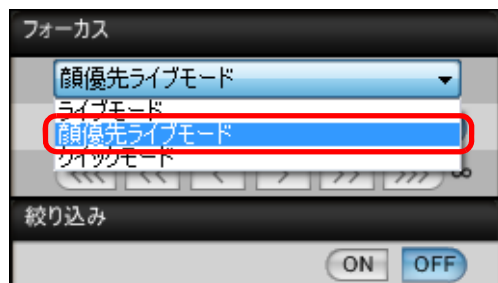 フォーカス
顔優先ライブモード
ライブモード
顔優先ライブモード
クイックモード
<<< << < > >> >>> ∞
絞り込み
ON OFF